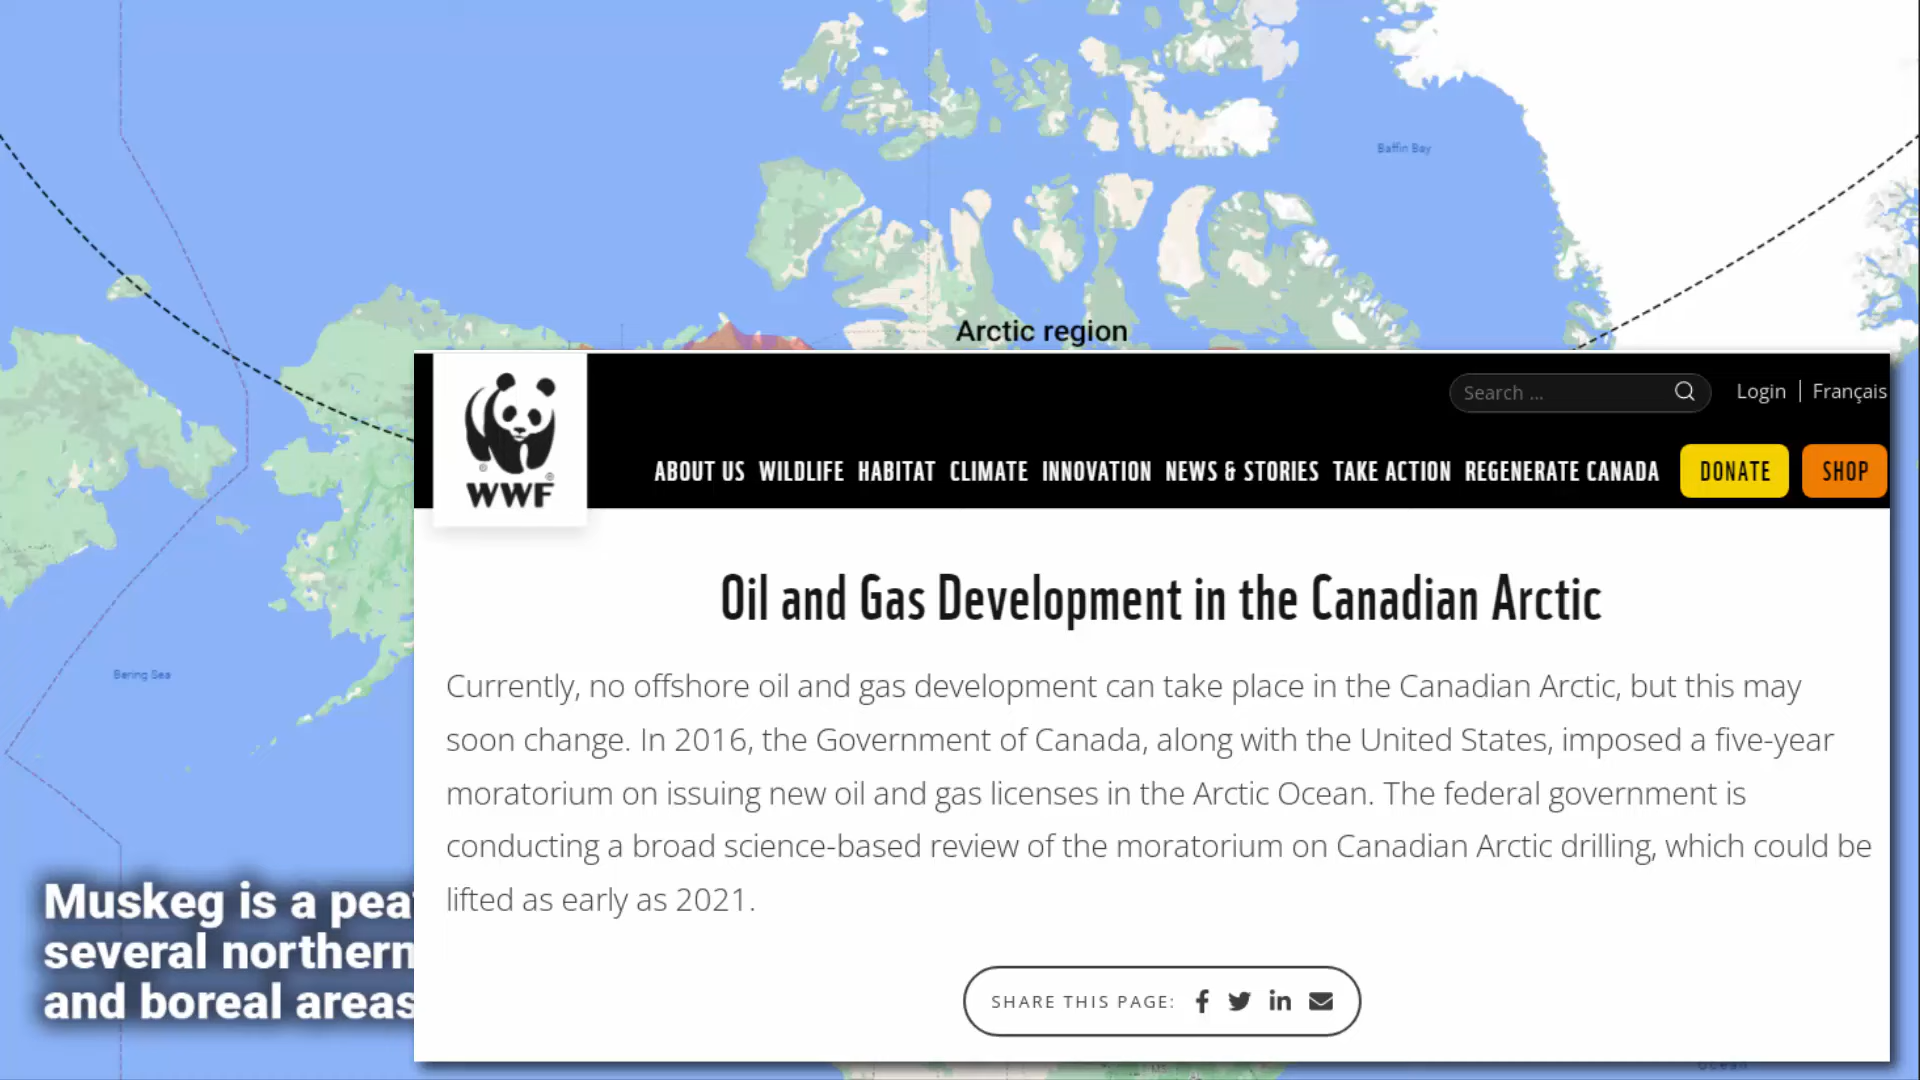 Baffin Bay
Arctic region
Search ...
Login
Français
WWF
ABOUT US WILDLIFE HABITAT CLIMATE INNOVATION NEWS & STORIES TAKE ACTION REGENERATE CANADA DONATE SHOP
Oil and Gas Development in the Canadian Arctic
Currently, no offshore oil and gas development can take place in the Canadian Arctic, but this may
soon change. In 2016, the Government of Canada, along with the United States, imposed a five-year
moratorium on issuing new oil and gas licenses in the Arctic Ocean. The federal government is
conducting a broad science-based review of the moratorium on Canadian Arctic drilling, which could be
lifted as early as 2021.
SHARE THIS PAGE:
Bering Sea
Muskeg is a pea
several northern
and boreal areas